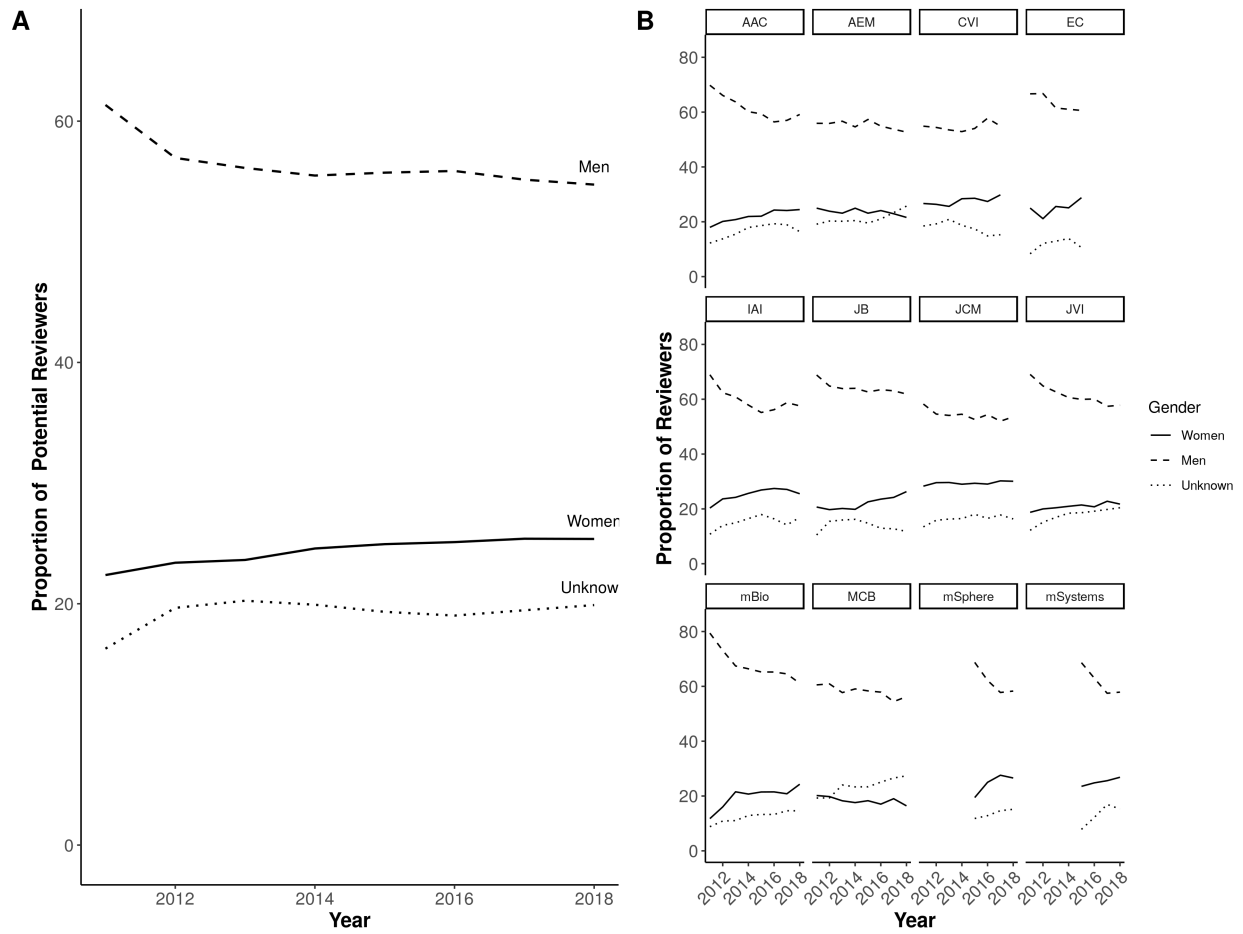 A
Proportion of  Potential Reviewers
60
40
20
0
Men
Women
Unknow
2012
2014
2016
2018
Year
B
Proportion of Reviewers
AAC
AEM
CVI
EC
80
60
40
20
0
IAI
JB
JCM
JVI
80
60
40
20
0
mBio
MCB
mSphere
mSystems
80
60
40
20
0
2012
2014
2016
2018
2012
2014
2016
2018
2012
2014
2016
2018
2012
2014
2016
2018
Year
Gender
Women
Men
Unknown